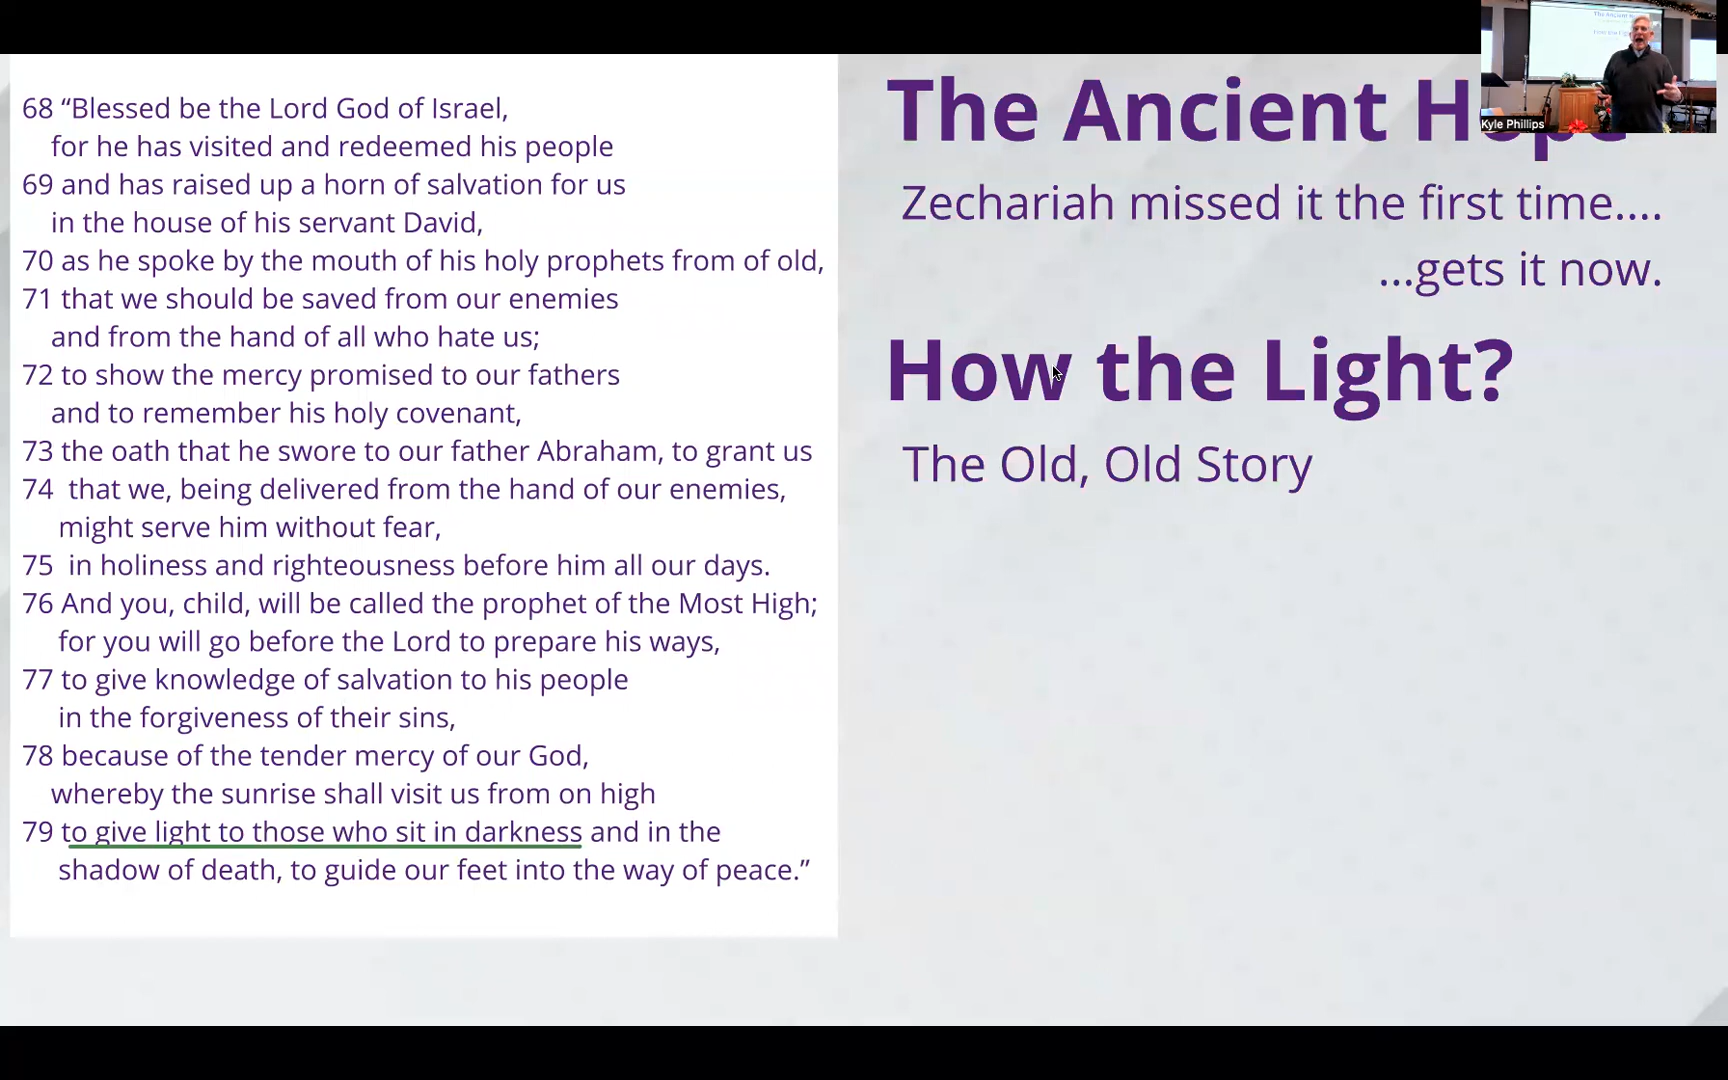 68 “Blessed be the Lord God of Israel,
for he has visited and redeemed his people
69 and has raised up a horn of salvation for us
in the house of his servant David,
70 as he spoke by the mouth of his holy prophets from of old,
71 that we should be saved from our enemies
and from the hand of all who hate us;
72 to show the mercy promised to our fathers
and to remember his holy covenant,
73 the oath that he swore to our father Abraham, to grant us
74 that we, being delivered from the hand of our enemies,
might serve him without fear,
75 in holiness and righteousness before him all our days.
76 And you, child, will be called the prophet of the Most High;
for you will go before the Lord to prepare his ways,
77 to give knowledge of salvation to his people
in the forgiveness of their sins,
78 because of the tender mercy of our God,
whereby the sunrise shall visit us from on high
79 to give light to those who sit in darkness and in the
shadow of death, to guide our feet into the way of peace.”
The Ancient Hope
Zechariah missed it the first time....
...gets it now.
How the Light?
The Old, Old Story
Kyle Phillips